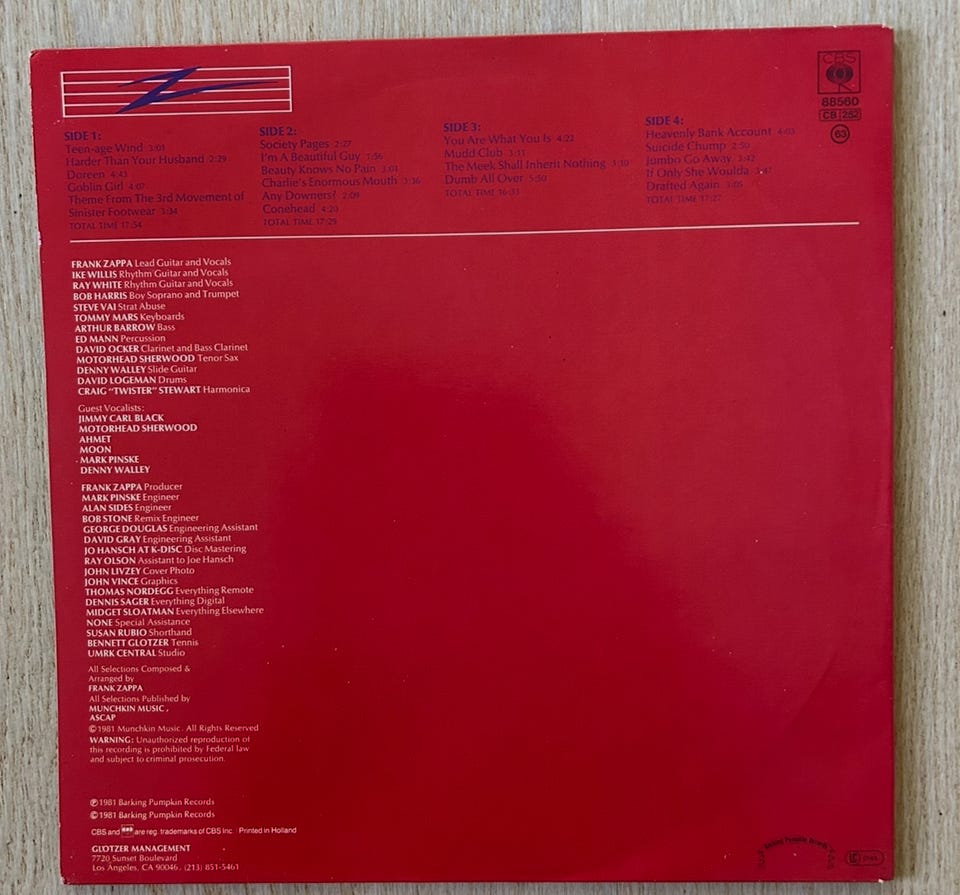 CBS
88560
CB 252
63
SIDE 1:
Teen-age Wind 3:01
Harder Than Your Husband 2:29
Doreen 4:43
Goblin Girl 4:07
Theme From The 3rd Movement of
Sinister Footwear 3:34
TOTAL TIME 17:54
SIDE 2:
Society Pages 2:27
I'm A Beautiful Guy 1:56
Beauty Knows No Pain 3:01
Charlie's Enormous Mouth 3:36
Any Downers? 2:09
Conehead 4:20
TOTAL TIME 17:29
SIDE 3:
You Are What You Is 4:22
Mudd Club 3:11
The Meek Shall Inherit Nothing 3:10
Dumb All Over 5:50
TOTAL TIME 16:33
SIDE 4:
Heavenly Bank Account 4:03
Suicide Chump 2:50
Jumbo Go Away 3:42
If Only She Woulda 3:47
Drafted Again 3:05
TOTAL TIME 17:27
FRANK ZAPPA Lead Guitar and Vocals
IKE WILLIS Rhythm Guitar and Vocals
RAY WHITE Rhythm Guitar and Vocals
BOB HARRIS Boy Soprano and Trumpet
STEVE VAI Strat Abuse
TOMMY MARS Keyboards
ARTHUR BARROW Bass
ED MANN Percussion
DAVID OCKER Clarinet and Bass Clarinet
MOTORHEAD SHERWOOD Tenor Sax
DENNY WALLEY Slide Guitar
DAVID LOGEMAN Drums
CRAIG "TWISTER" STEWART Harmonica
Guest Vocalists:
JIMMY CARL BLACK
MOTORHEAD SHERWOOD
AHMET
MOON
MARK PINSKE
DENNY WALLEY
FRANK ZAPPA Producer
MARK PINSKE Engineer
ALAN SIDES Engineer
BOB STONE Remix Engineer
GEORGE DOUGLAS Engineering Assistant
DAVID GRAY Engineering Assistant
JO HANSCH AT K-DISC Disc Mastering
RAY OLSON Assistant to Joe Hansch
JOHN LIVZEY Cover Photo
JOHN VINCE Graphics
THOMAS NORDEGG Everything Remote
DENNIS SAGER Everything Digital
MIDGET SLOATMAN Everything Elsewhere
NONE Special Assistance
SUSAN RUBIO Shorthand
BENNETT GLOTZER Tennis
UMRK CENTRAL Studio
All Selections Composed &
Arranged by
FRANK ZAPPA
All Selections Published by
MUNCHKIN MUSIC,
ASCAP
©1981 Munchkin Music. All Rights Reserved
WARNING: Unauthorized reproduction of
this recording is prohibited by Federal law
and subject to criminal prosecution.
℗1981 Barking Pumpkin Records
©1981 Barking Pumpkin Records
CBS and are reg. trademarks of CBS Inc. Printed in Holland
GLOTZER MANAGEMENT
7720 Sunset Boulevard
Los Angeles, CA 90046. (213) 851-5461
Barking Pumpkin Records
LC